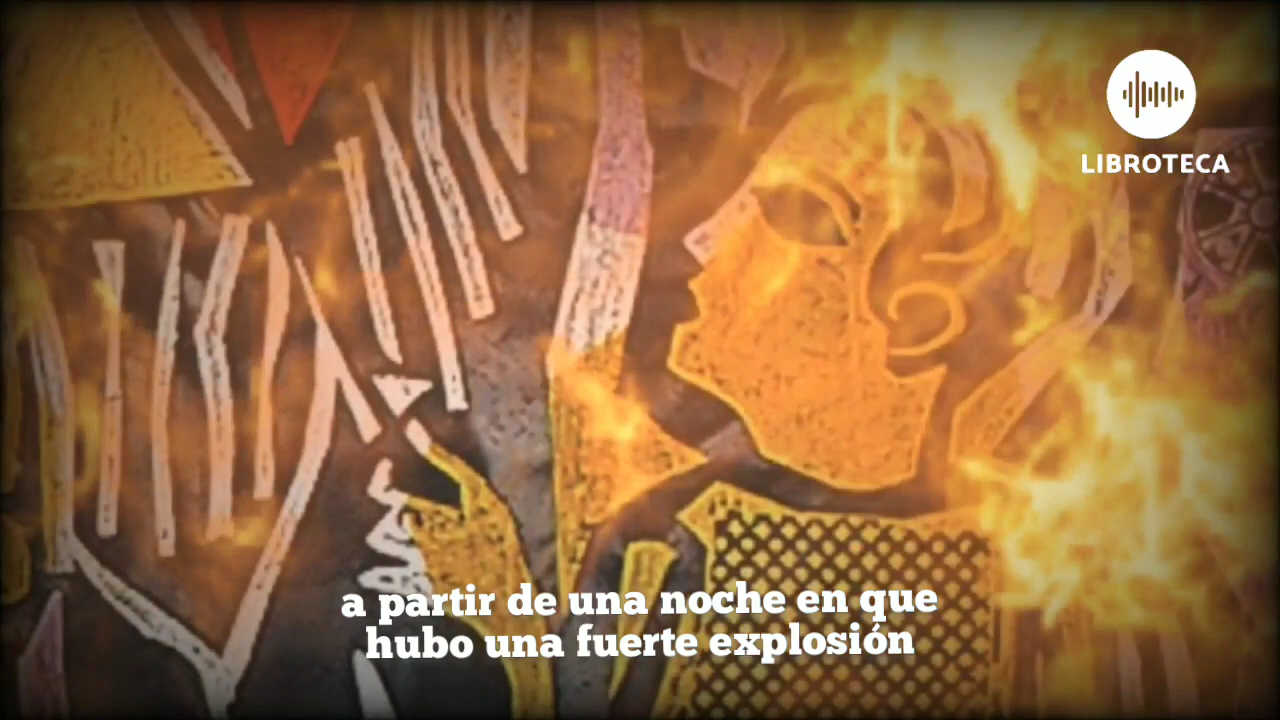 LIBROTECA
a partir de una noche en que
hubo una fuerte explosión